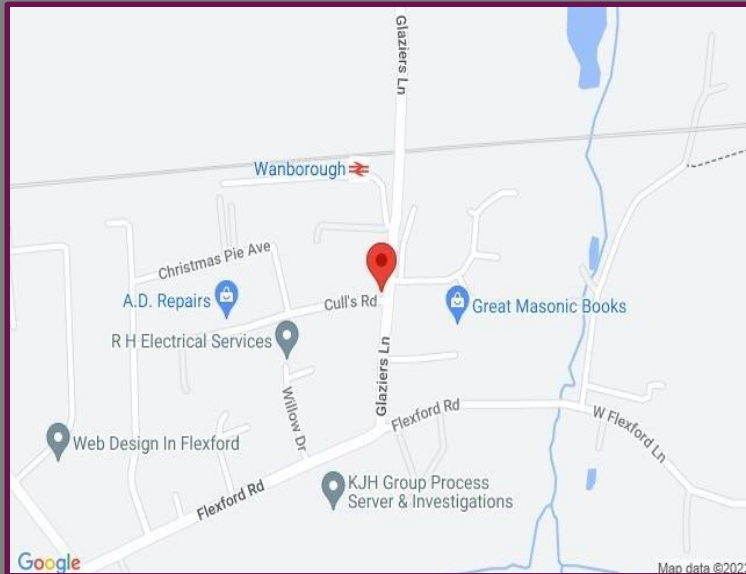 Glaziers Ln
Wanborough
Christmas Pie Ave
A.D. Repairs
Cull's Rd
Great Masonic Books
R H Electrical Services
Glaziers Ln
Willow Dr
Flexford Rd
W Flexford Ln
Web Design In Flexford
KJH Group Process
Server & Investigations
Flexford Rd
Google
Map data ©202